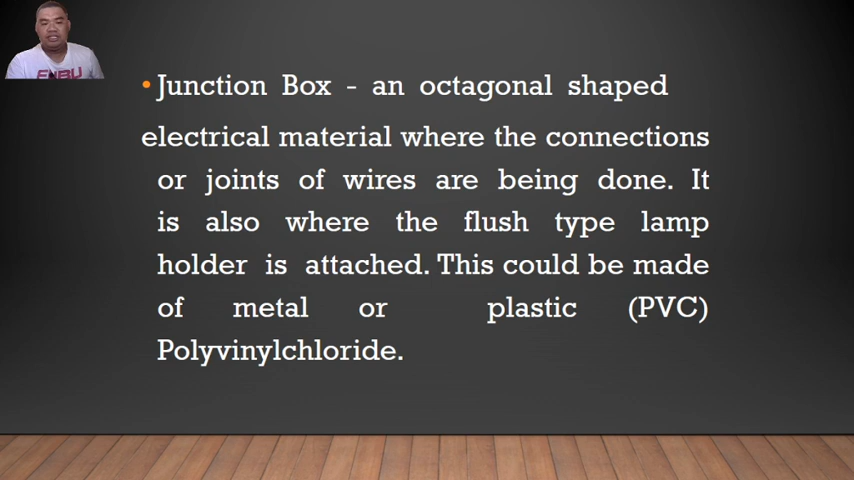 • Junction Box - an octagonal shaped
electrical material where the connections
or joints of wires are being done. It
is also where the flush type lamp
holder is attached. This could be made
of metal or plastic (PVC)
Polyvinylchloride.